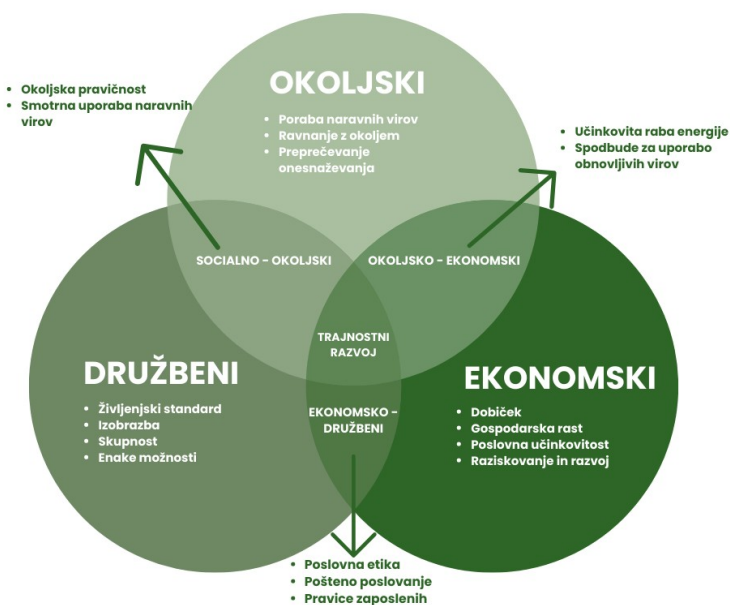 OKOLJSKI
• Poraba naravnih virov
• Ravnanje z okoljem
• Preprečevanje
onesnaževanja
• Okoljska pravičnost
• Smotrna uporaba naravnih
virov
• Učinkovita raba energije
• Spodbude za uporabo
obnovljivih virov
SOCIALNO - OKOLJSKI
OKOLJSKO - EKONOMSKI
TRAJNOSTNI
RAZVOJ
DRUŽBENI
• Življenjski standard
• Izobrazba
• Skupnost
• Enake možnosti
EKONOMSKO -
DRUŽBENI
EKONOMSKI
• Dobiček
• Gospodarska rast
• Poslovna učinkovitost
• Raziskovanje in razvoj
• Poslovna etika
• Pošteno poslovanje
• Pravice zaposlenih